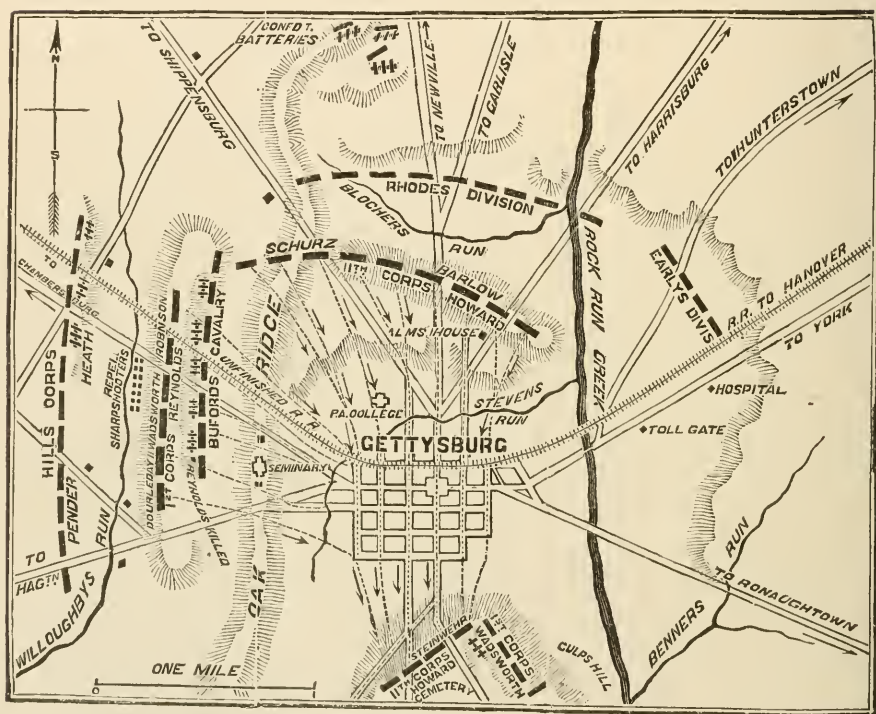 CONFD T.
BATTERIES
N
S
TO SHIPPENSBURG
TO NEWVILLE
TO CARLISLE
TO HARRISBURG
TO HUNTERSTOWN
RHODES DIVISION
BLOCHERS RUN
SCHURZ
11TH CORPS
BARLOW
HOWARD
ROCK RUN CREEK
EARLYS DIVIS
R.R. TO HANOVER
TO YORK
TO
CHAMBERSBURG
HILLS CORPS
HEATH
PENDER
REPEL
SHARPSHOOTERS
DOUBLEDAY WADSWORTH ROBINSON
1ST CORPS REYNOLDS
BUFORDS CAVALRY
REYNOLDS KILLED
UNFINISHED R.R.
OAK RIDGE
ALMS HOUSE
PA. COLLEGE
STEVENS
RUN
HOSPITAL
TOLL GATE
GETTYSBURG
SEMINARY
TO
HAGTN
WILLOUGHBYS RUN
TO BONAUGHTOWN
BENNERS RUN
STEINWEHR
11TH CORPS
HOWARD
CEMETERY
1ST CORPS
WADSWORTH
CULPS HILL
ONE MILE
0